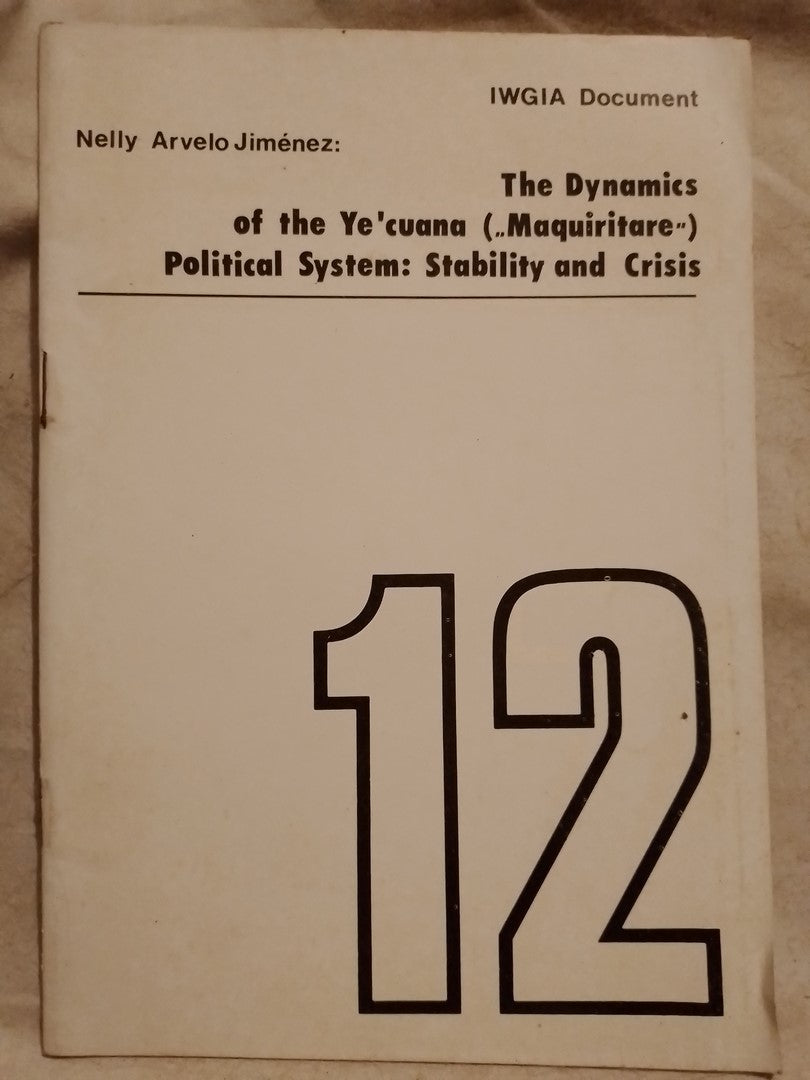 IWGIA Document
Nelly Arvelo Jiménez:
The Dynamics
of the Ye'cuana („Maquiritare”)
Political System: Stability and Crisis
12